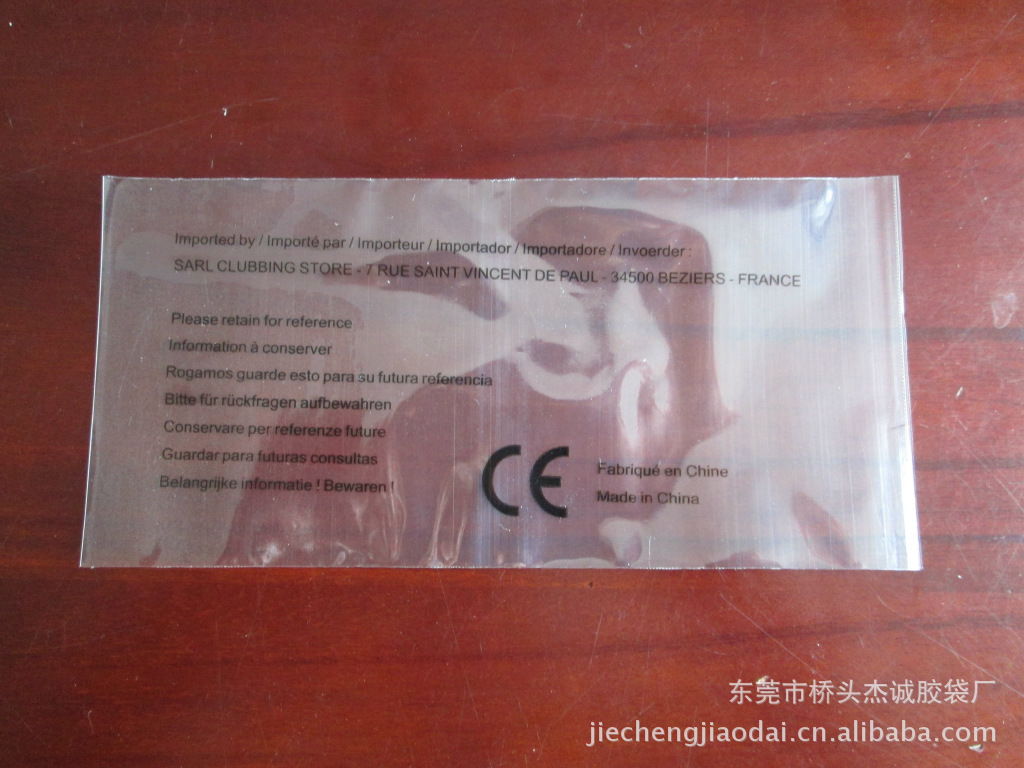 Imported by / Importé par / Importeur / Importador / Importadore / Invoerder :
SARL CLUBBING STORE - 7 RUE SAINT VINCENT DE PAUL - 34500 BEZIERS - FRANCE
Please retain for reference
Information à conserver
Rogamos guarde esto para su futura referencia
Bitte für rückfragen aufbewahren
Conservare per referenze future
Guardar para futuras consultas
Belangrijke informatie ! Bewaren !
CE
Fabriqué en Chine
Made in China
东莞市桥头杰诚胶袋厂
jiechengjiaodai.cn.alibaba.com